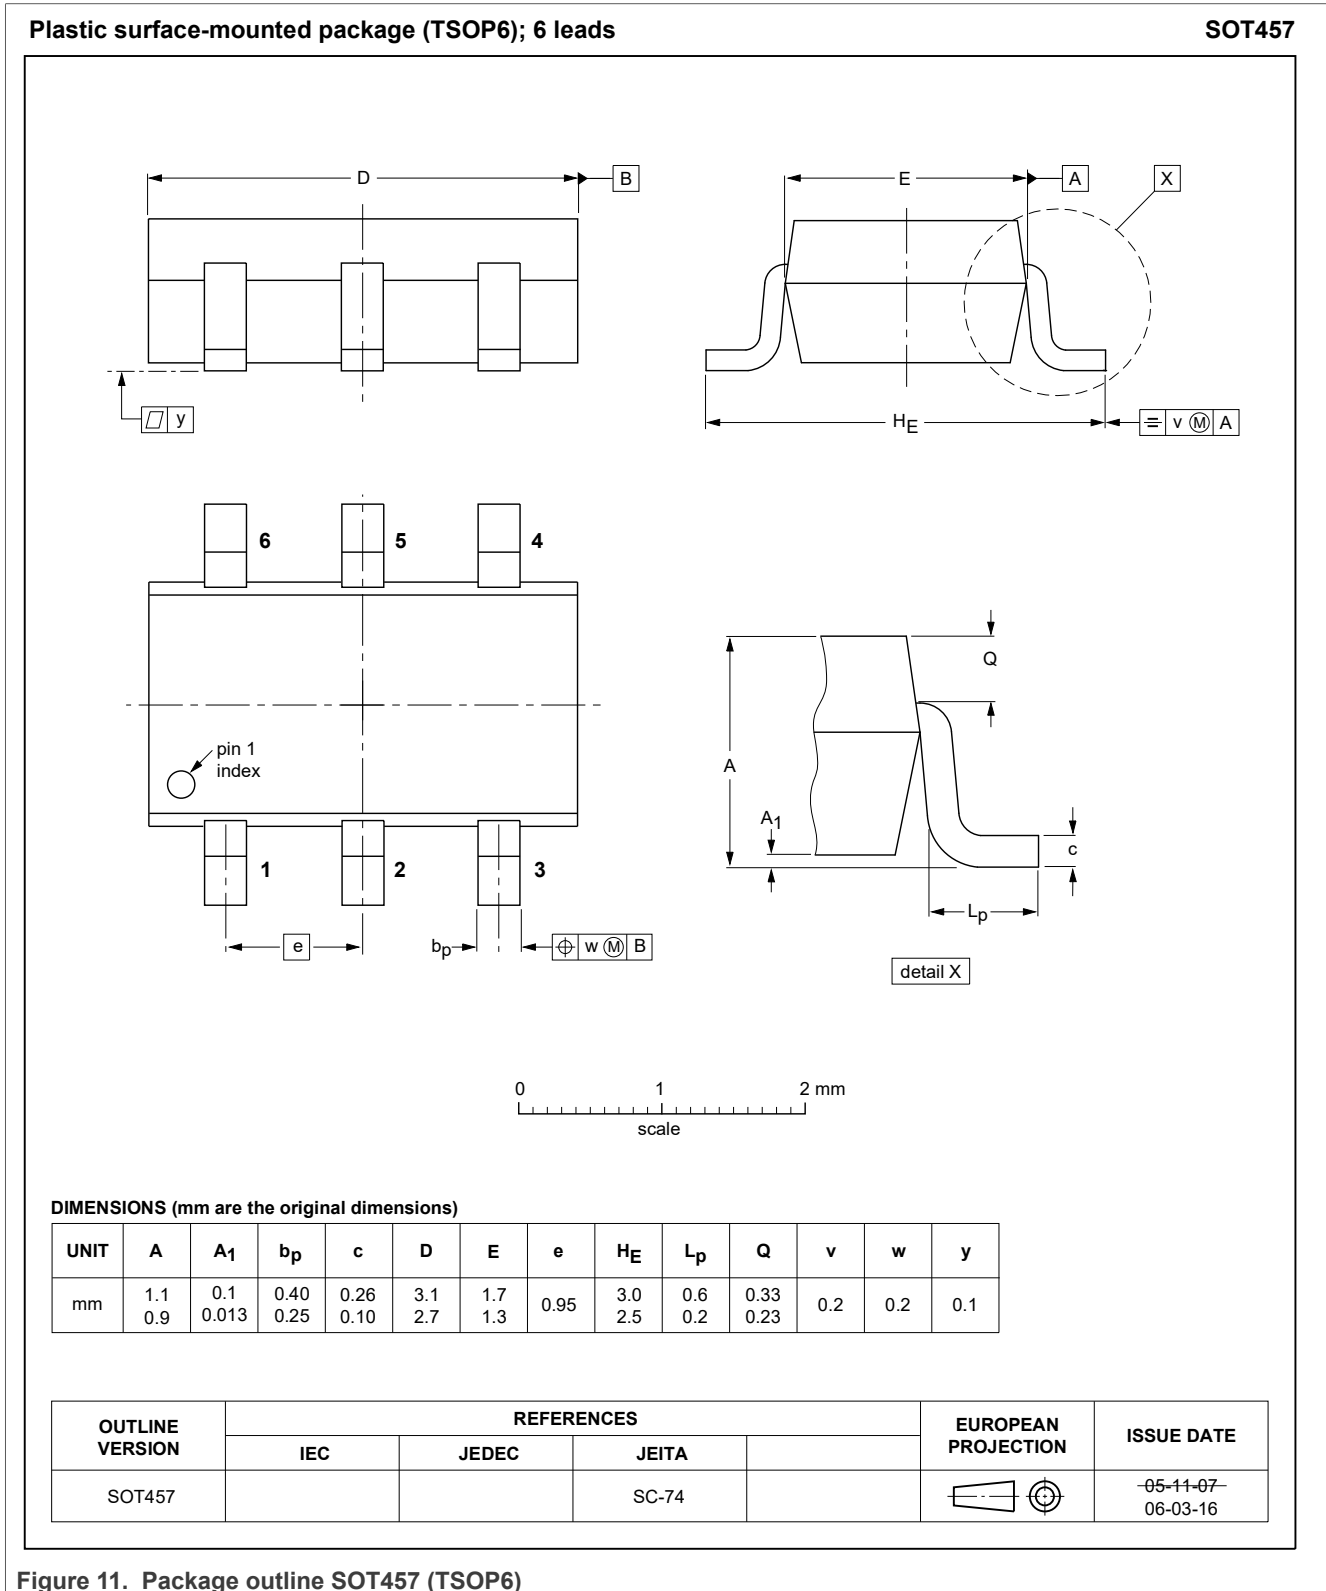 Plastic surface-mounted package (TSOP6); 6 leads SOT457
D B E A X
y
HE v M A
6 5 4
pin 1
index
1 2 3
e bp w M B
Q
A
A1
c
Lp
detail X
0 1 2 mm
scale
DIMENSIONS (mm are the original dimensions)
UNIT A A1 bp c D E e HE Lp Q v w y
mm 1.1 0.1 0.40 0.26 3.1 1.7 0.95 3.0 0.6 0.33 0.2 0.2 0.1
0.9 0.013 0.25 0.10 2.7 1.3 2.5 0.2 0.23
OUTLINE VERSION REFERENCES EUROPEAN PROJECTION ISSUE DATE
IEC JEDEC JEITA
SOT457 SC-74 05-11-07
06-03-16
Figure 11. Package outline SOT457 (TSOP6)